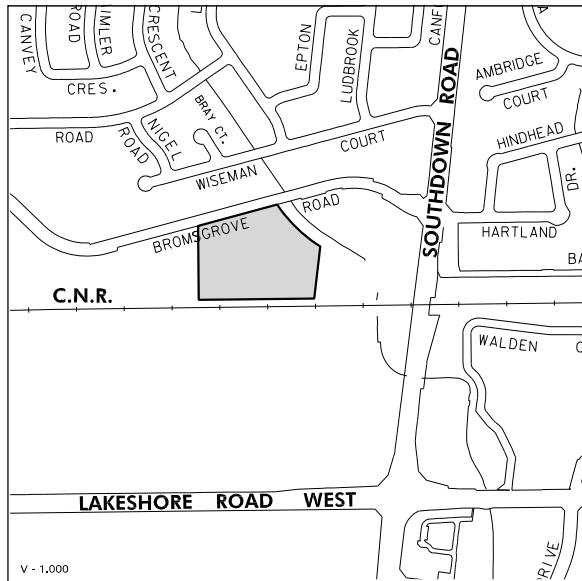 CANVEY
ROAD
IMLER
CRESCENT
CRES.
ROAD
ROAD
NIGEL
BRAY CT.
EPTON
LUDBROOK
CANF
SOUTHDOWN ROAD
AMBRIDGE
COURT
HINDHEAD
DR.
WISEMAN COURT
BROMSGROVE ROAD
HARTLAND
BA
C.N.R.
WALDEN C
LAKESHORE ROAD WEST
RIVE
V - 1.000